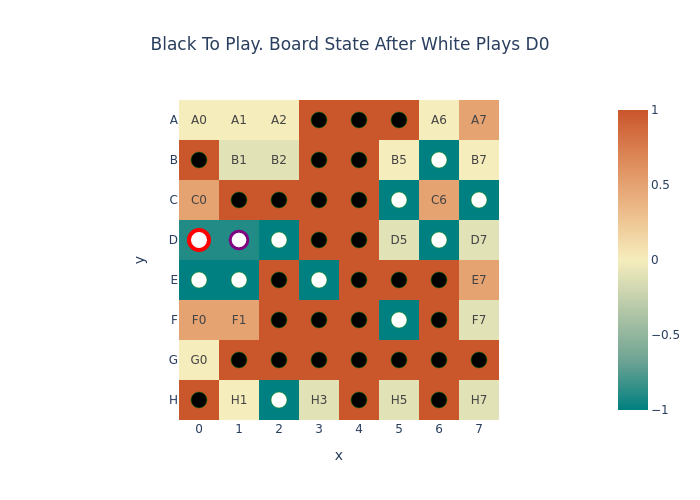 Black To Play. Board State After White Plays D0
A A0 A1 A2 A6 A7
B B1 B2 B5 B7
C C0 C6
D D5 D7
E E7
F F0 F1 F7
G G0
H H1 H3 H5 H7
0 1 2 3 4 5 6 7
x
y
1
0.5
0
−0.5
−1